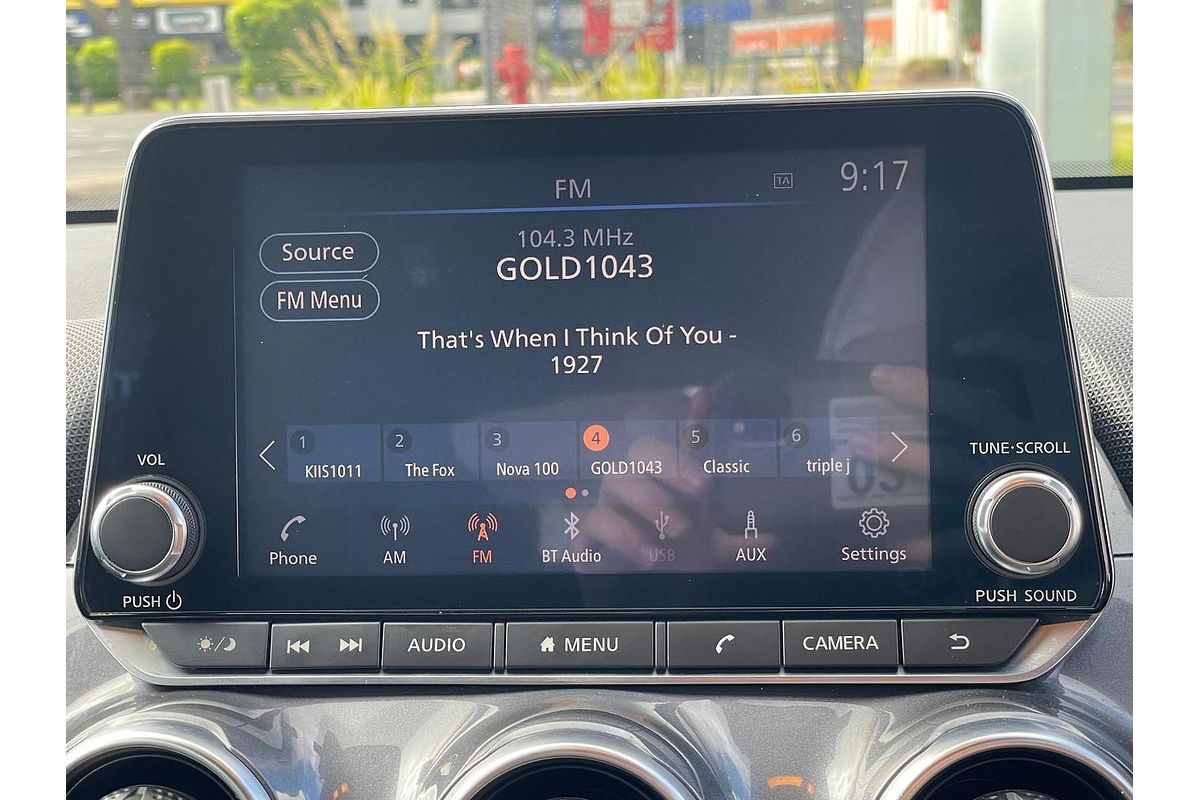 FM
TA
9:17
Source
FM Menu
104.3 MHz
GOLD1043
That's When I Think Of You -
1927
1
2
3
4
5
6
KIIS1011
The Fox
Nova 100
GOLD1043
Classic
triple j
Phone
AM
FM
BT Audio
USB
AUX
Settings
VOL
PUSH
TUNE·SCROLL
PUSH SOUND
AUDIO
MENU
CAMERA